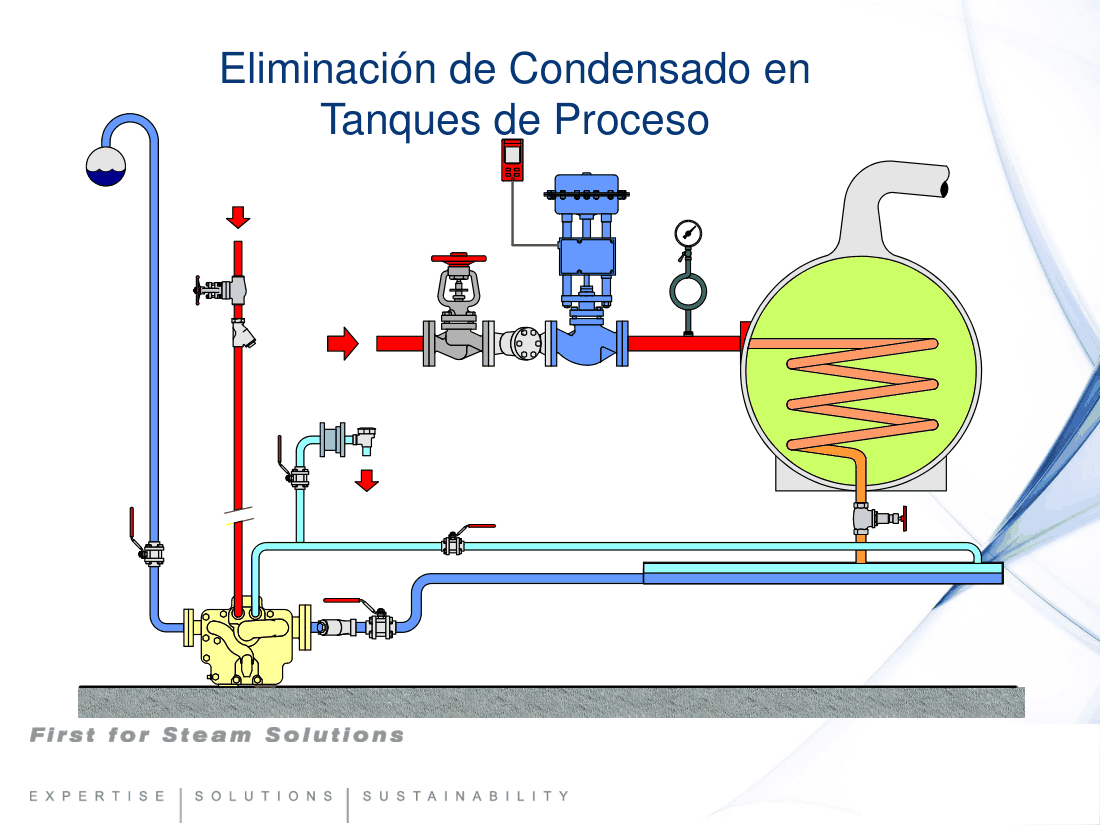 Eliminación de Condensado en
Tanques de Proceso
First for Steam Solutions
EXPERTISE | SOLUTIONS | SUSTAINABILITY